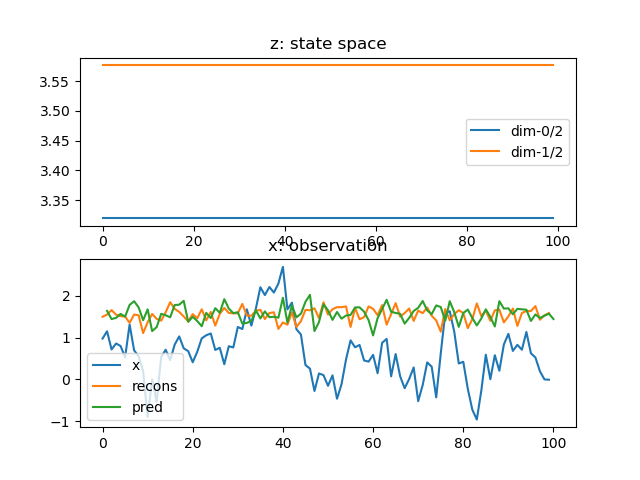 z: state space
3.55
3.50
3.45
3.40
3.35
dim-0/2
dim-1/2
0 20 40 60 80 100
x: observation
2
1
0
−1
x
recons
pred
0 20 40 60 80 100